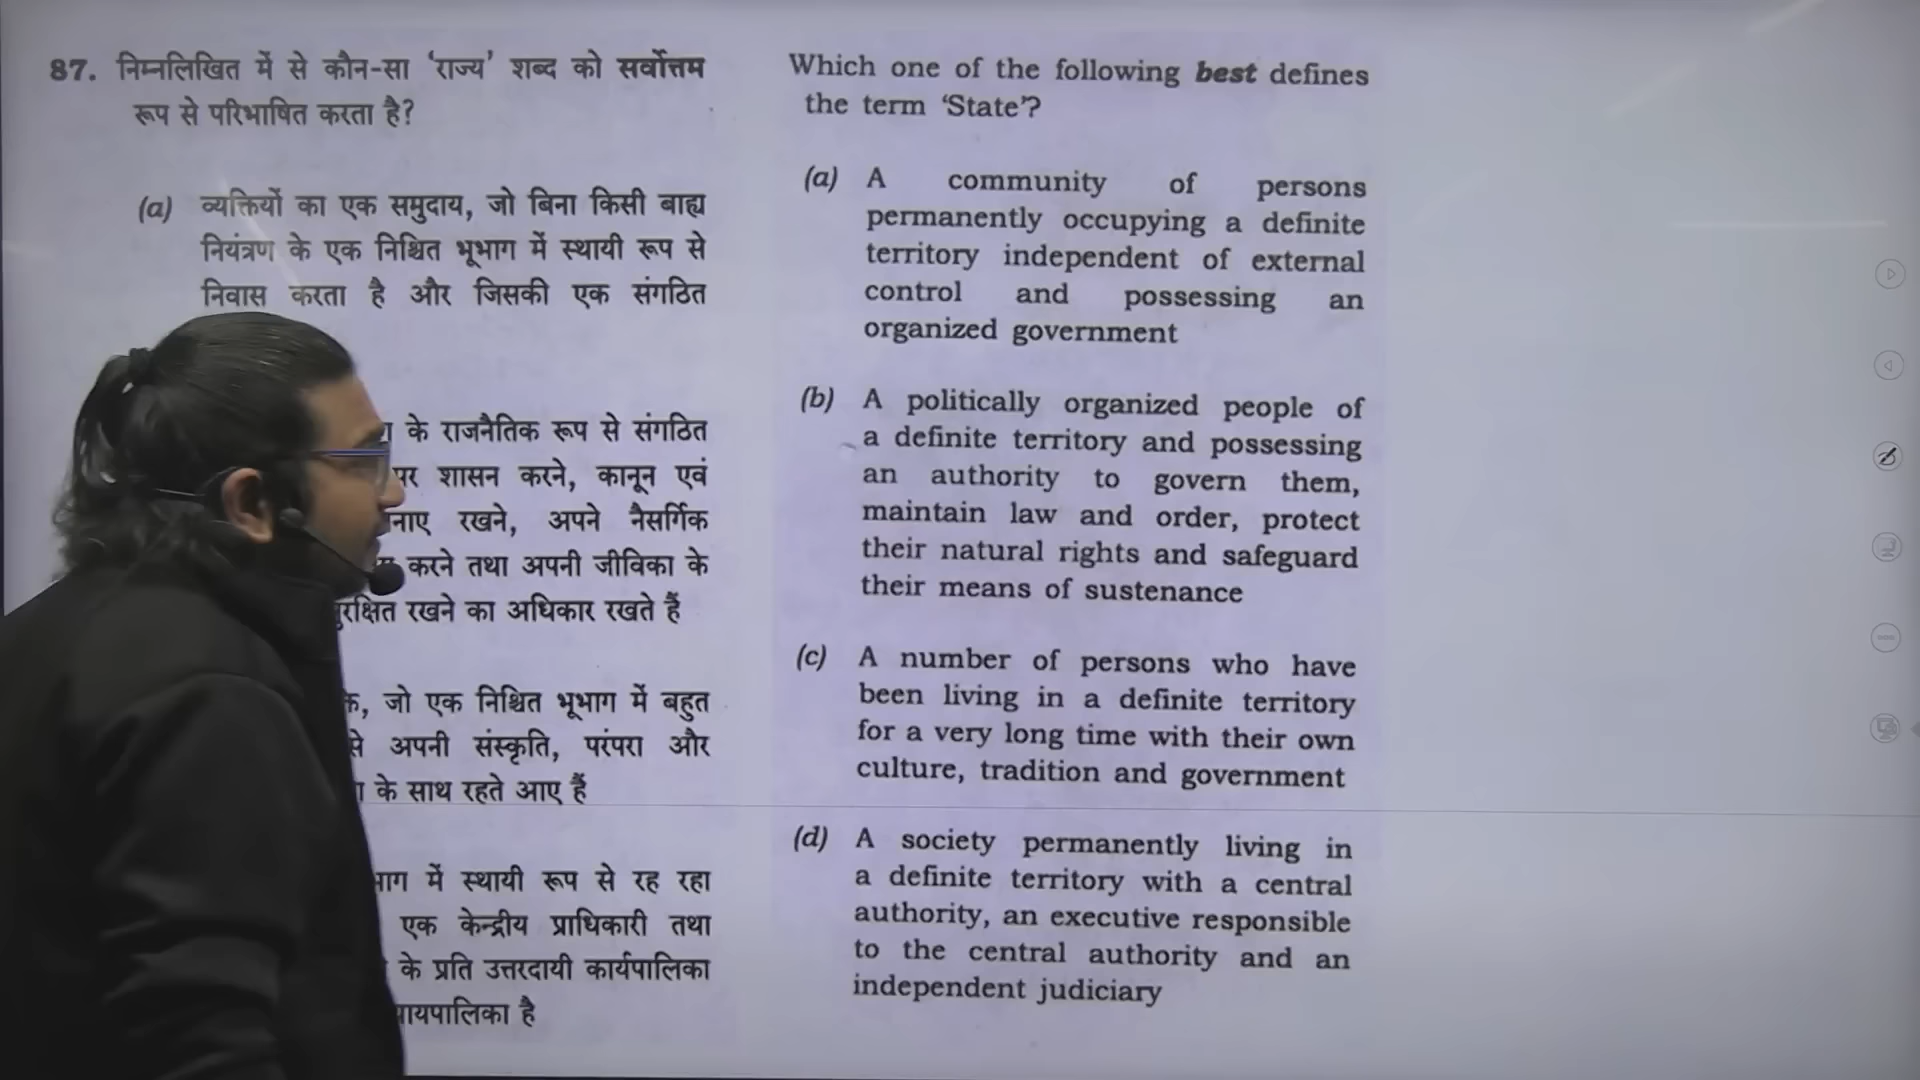 87. निम्नलिखित में से कौन-सा ‘राज्य’ शब्द को सर्वोत्तम
रूप से परिभाषित करता है?
(a) व्यक्तियों का एक समुदाय, जो बिना किसी बाह्य
नियंत्रण के एक निश्चित भूभाग में स्थायी रूप से
निवास करता है और जिसकी एक संगठित
के राजनैतिक रूप से संगठित
पर शासन करने, कानून एवं
रखने, अपने नैसर्गिक
करने तथा अपनी जीविका के
रखने का अधिकार रखते हैं
जो एक निश्चित भूभाग में बहुत
से अपनी संस्कृति, परंपरा और
के साथ रहते आए हैं
में स्थायी रूप से रह रहा
एक केन्द्रीय प्राधिकारी तथा
के प्रति उत्तरदायी कार्यपालिका
है
Which one of the following best defines
the term ‘State’?
(a) A community of persons
permanently occupying a definite
territory independent of external
control and possessing an
organized government
(b) A politically organized people of
a definite territory and possessing
an authority to govern them,
maintain law and order, protect
their natural rights and safeguard
their means of sustenance
(c) A number of persons who have
been living in a definite territory
for a very long time with their own
culture, tradition and government
(d) A society permanently living in
a definite territory with a central
authority, an executive responsible
to the central authority and an
independent judiciary